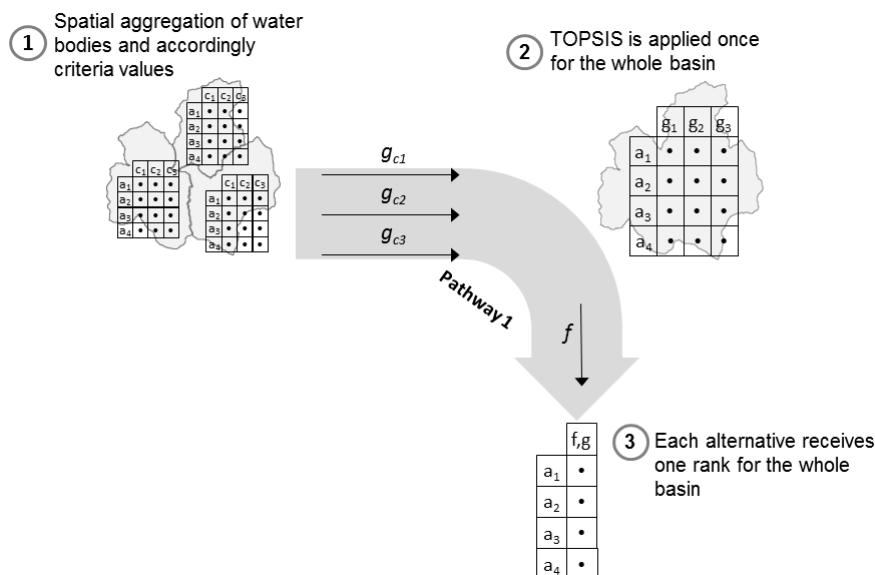 1
Spatial aggregation of water
bodies and accordingly
criteria values
c1 c2 c3
a1
a2
a3
a4
c1 c2 c3
a1
a2
a3
a4
c1 c2 c3
a1
a2
a3
a4
gc1
gc2
gc3
Pathway 1
f
2
TOPSIS is applied once
for the whole basin
g1 g2 g3
a1
a2
a3
a4
f,g
a1
a2
a3
a4
3
Each alternative receives
one rank for the whole
basin